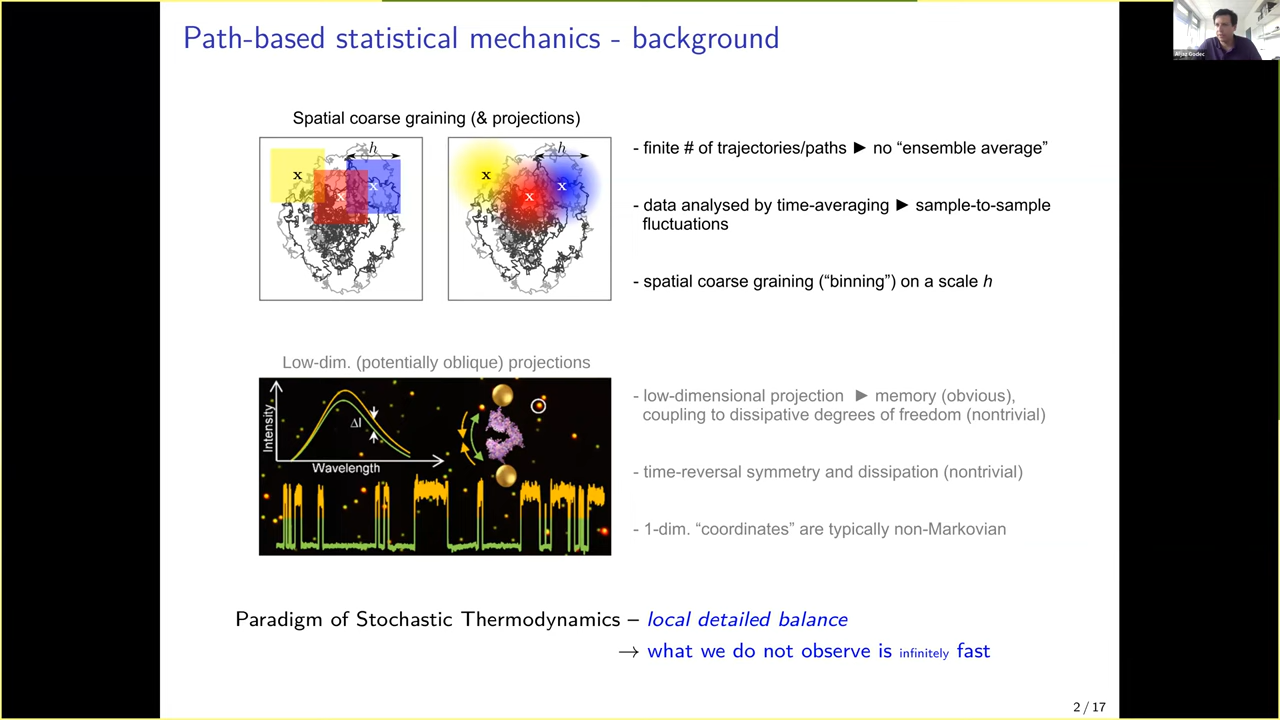 Path-based statistical mechanics - background
Aljaz Godec
Spatial coarse graining (& projections)
h
x
x
x
h
x
x
x
- finite # of trajectories/paths ► no “ensemble average”
- data analysed by time-averaging ► sample-to-sample
fluctuations
- spatial coarse graining (“binning”) on a scale h
Low-dim. (potentially oblique) projections
Intensity
ΔI
Wavelength
- low-dimensional projection ► memory (obvious),
coupling to dissipative degrees of freedom (nontrivial)
- time-reversal symmetry and dissipation (nontrivial)
- 1-dim. “coordinates” are typically non-Markovian
Paradigm of Stochastic Thermodynamics – local detailed balance
→ what we do not observe is infinitely fast
2 / 17